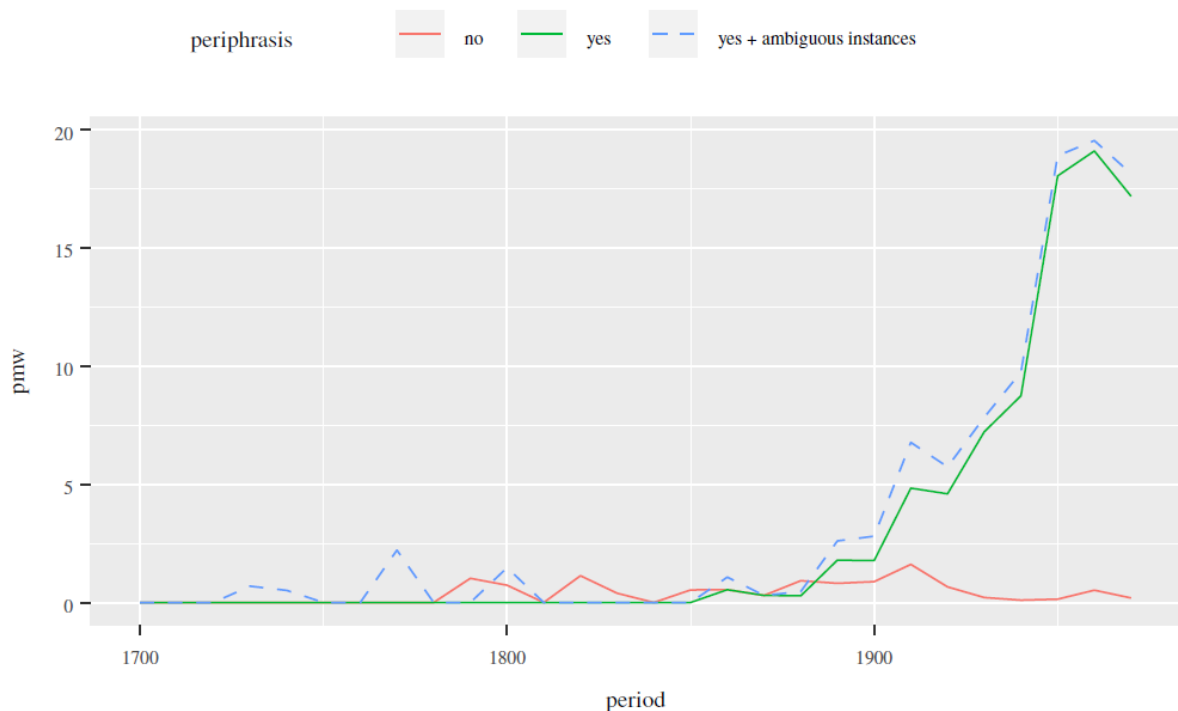 periphrasis no yes yes + ambiguous instances
20
15
10
5
0
pmw
1700 1800 1900
period